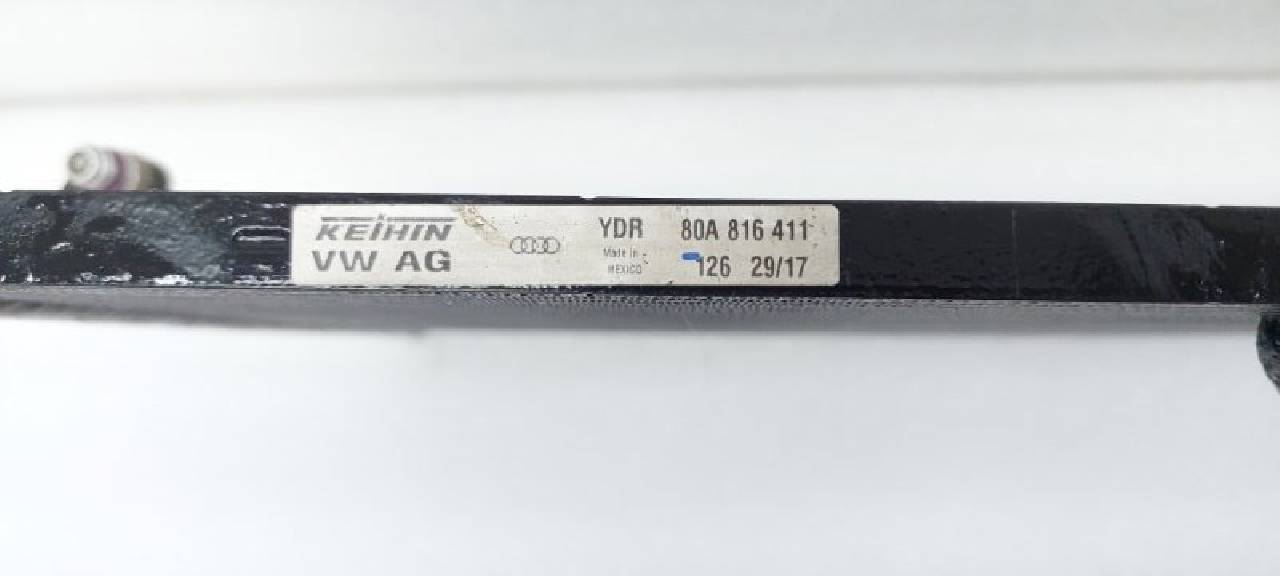 KEIHIN
VW AG
YDR 80A 816 411
Made in
MEXICO
126 29/17